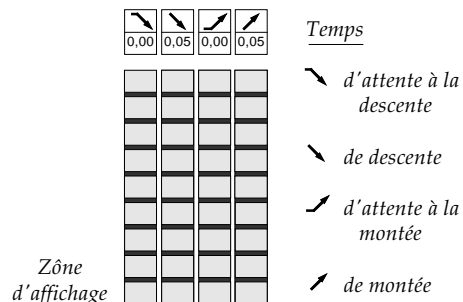 0,00 0,05 0,00 0,05
Temps
d'attente à la
descente
de descente
d'attente à la
montée
de montée
Zône
d'affichage